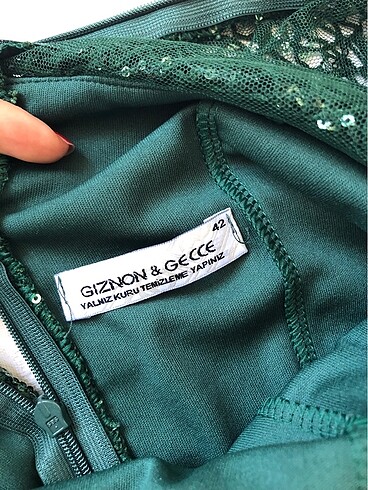 42
GIZNON & GECCE
YALNIZ KURU TEMİZLEME YAPINIZ